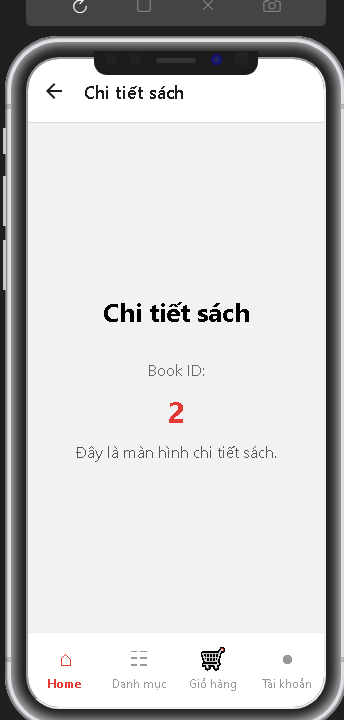 Chi tiết sách
Chi tiết sách
Book ID:
2
Đây là màn hình chi tiết sách.
Home
Danh mục
Giỏ hàng
Tài khoản